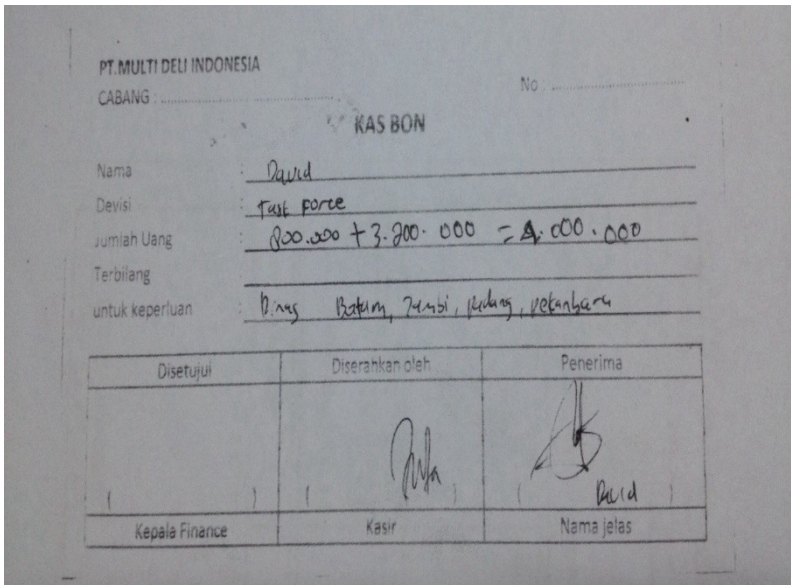 PT.MULTI DELI INDONESIA
CABANG : ........................................
No : ................................
KAS BON
Nama : David
Devisi : Task Force
Jumlah Uang : 800.000 + 3.200.000 = 4.000.000
Terbilang :
untuk keperluan : Dinas Batam, Jambi, padang, pekanbaru
Disetujui Diserahkan oleh Penerima
( ) ( ) ( David )
Kepala Finance Kasir Nama jelas